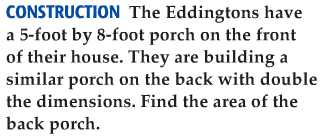 CONSTRUCTION The Eddingtons have
a 5-foot by 8-foot porch on the front
of their house. They are building a
similar porch on the back with double
the dimensions. Find the area of the
back porch.